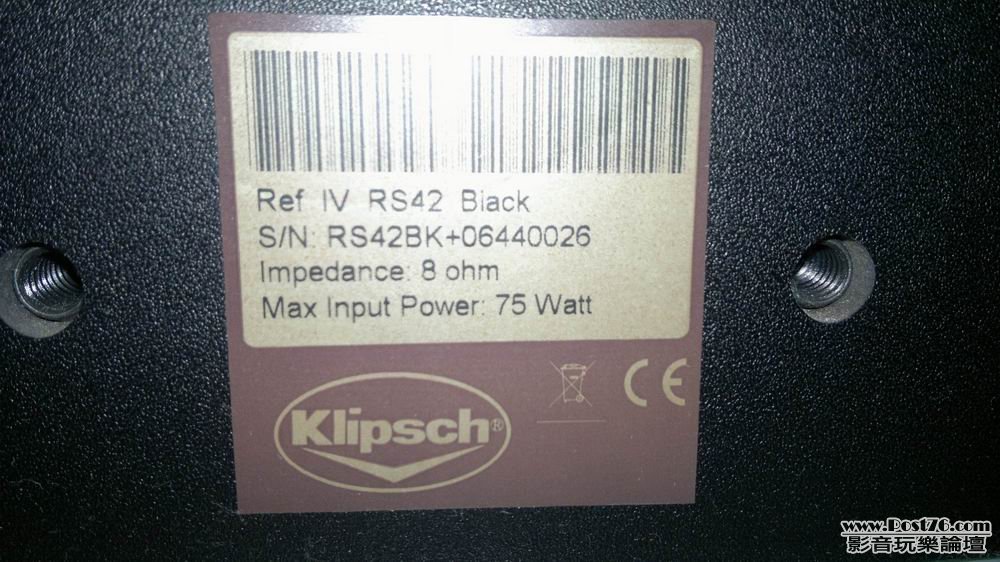 Ref IV RS42 Black
S/N: RS42BK+06440026
Impedance: 8 ohm
Max Input Power: 75 Watt
CE
Klipsch®
www.Post76.com
影音玩樂論壇